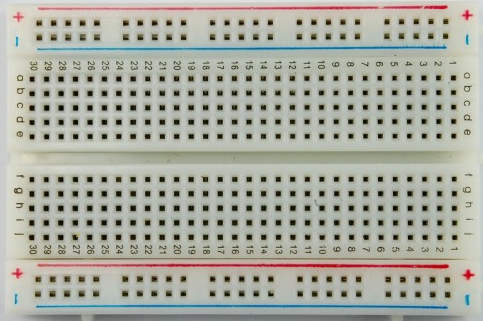 + +
- -
30 29 28 27 26 25 24 23 22 21 20 19 18 17 16 15 14 13 12 11 10 9 8 7 6 5 4 3 2 1
a a
b b
c c
d d
e e
f f
g g
h h
i i
j j
30 29 28 27 26 25 24 23 22 21 20 19 18 17 16 15 14 13 12 11 10 9 8 7 6 5 4 3 2 1
+ +
- -